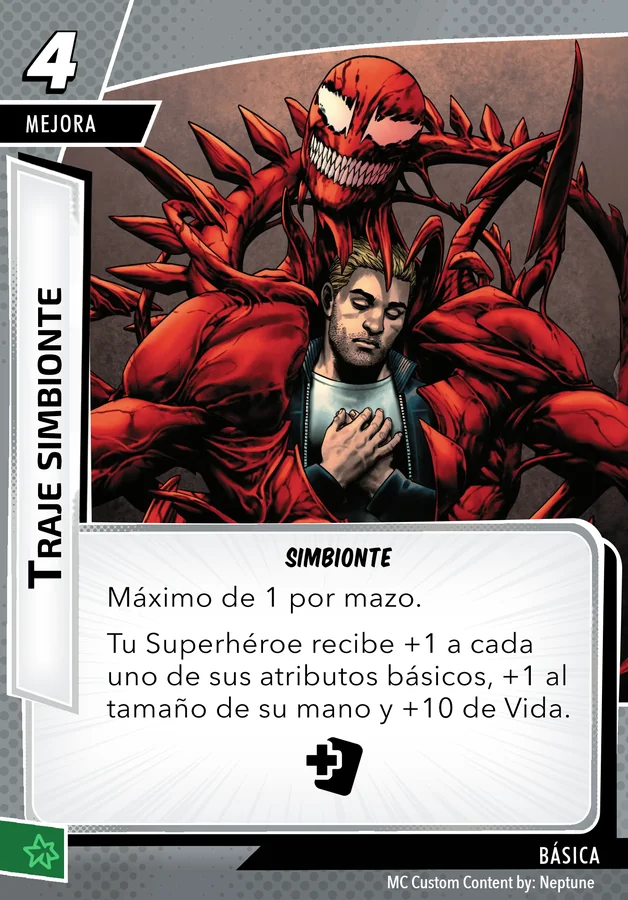 4
MEJORA
TRAJE SIMBIONTE
SIMBIONTE
Máximo de 1 por mazo.
Tu Superhéroe recibe +1 a cada
uno de sus atributos básicos, +1 al
tamaño de su mano y +10 de Vida.
BÁSICA
MC Custom Content by: Neptune